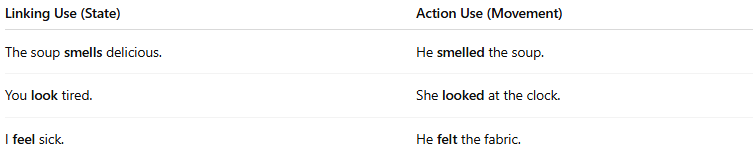 Linking Use (State) Action Use (Movement)
The soup smells delicious. He smelled the soup.
You look tired. She looked at the clock.
I feel sick. He felt the fabric.